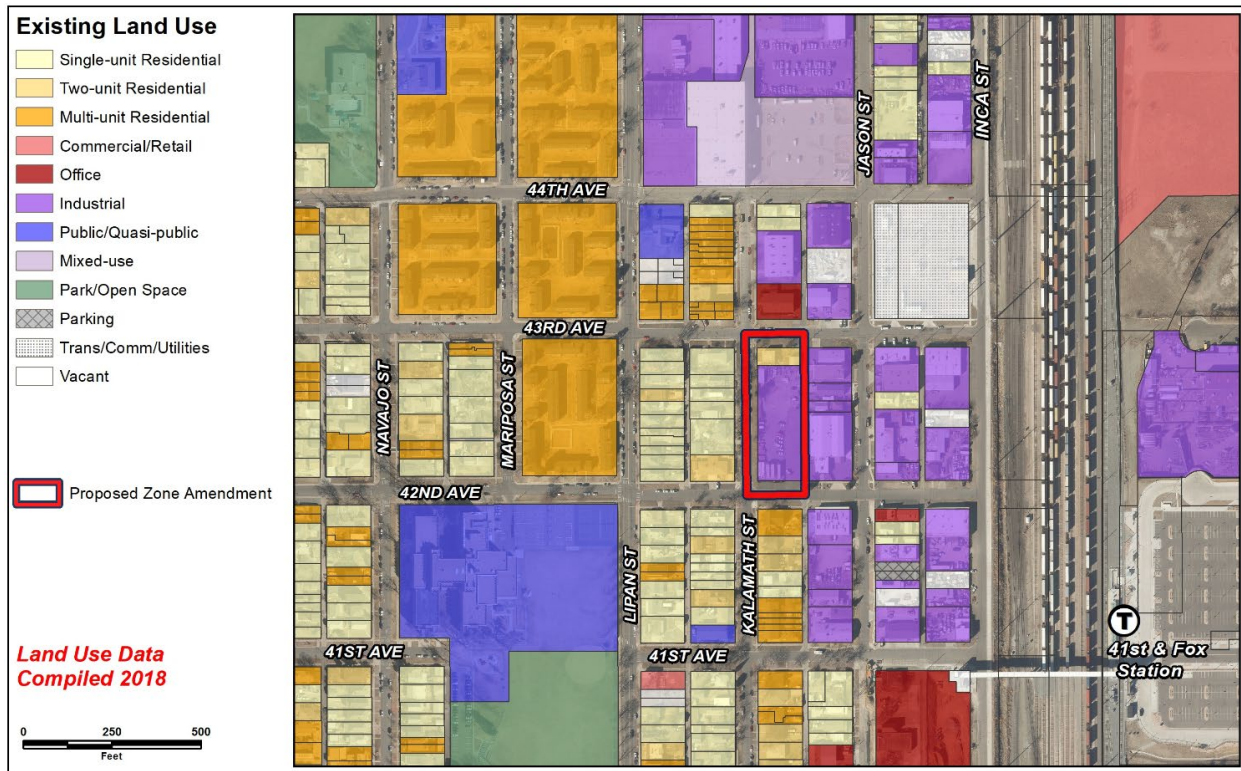 Existing Land Use
Single-unit Residential
Two-unit Residential
Multi-unit Residential
Commercial/Retail
Office
Industrial
Public/Quasi-public
Mixed-use
Park/Open Space
Parking
Trans/Comm/Utilities
Vacant
Proposed Zone Amendment
Land Use Data
Compiled 2018
0 250 500
Feet
JASON ST
INCA ST
44TH AVE
43RD AVE
NAVAJO ST
MARIPOSA ST
42ND AVE
LIPAN ST
KALAMATH ST
41ST AVE
41ST AVE
T
41st & Fox
Station